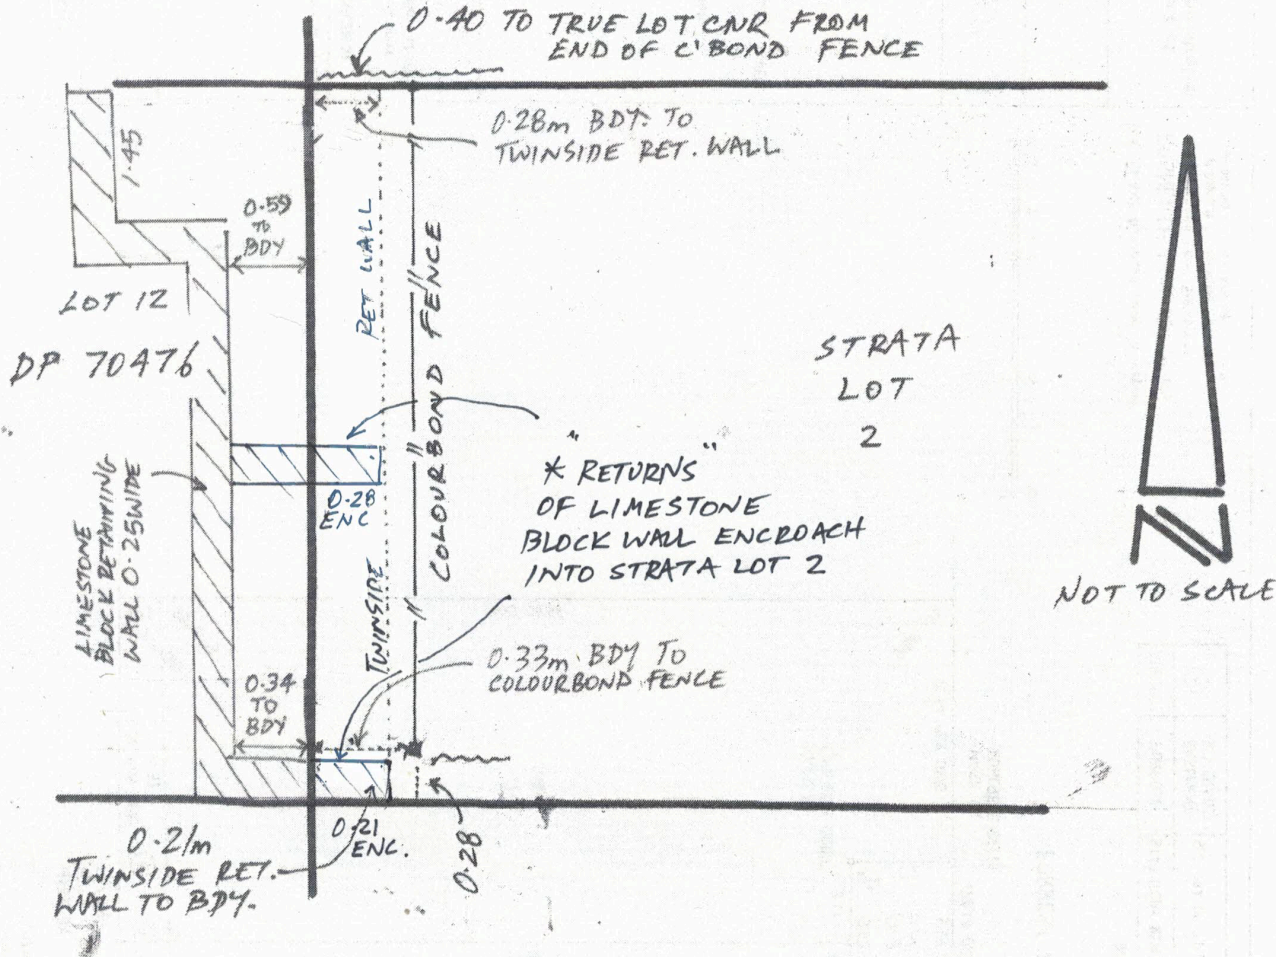 0.40 TO TRUE LOT CNR FROM
END OF C'BOND FENCE
0.28m BDY. TO
TWINSIDE RET. WALL
1.45
0.59
TO
BDY
RET WALL
COLOURBOND FENCE
LOT 12
DP 70476
STRATA
LOT
2
* "RETURNS"
OF LIMESTONE
BLOCK WALL ENCROACH
INTO STRATA LOT 2
0.28
ENC
LIMESTONE
BLOCK RETAINING
WALL 0.25 WIDE
TWINSIDE
N
NOT TO SCALE
0.33m BDY TO
COLOURBOND FENCE
0.34
TO
BDY
0.21
ENC.
0.28
0.21m
TWINSIDE RET.
WALL TO BDY.